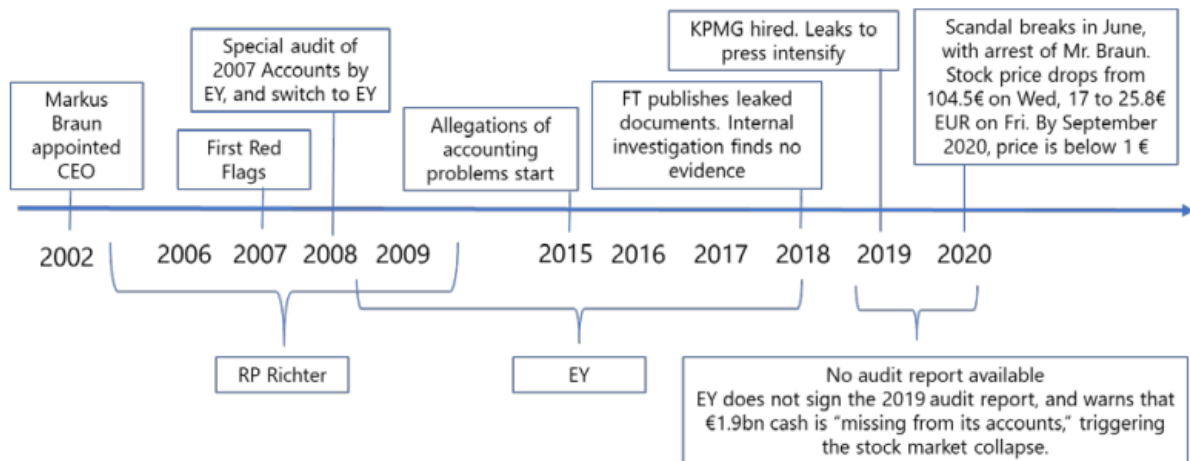 Markus
Braun
appointed
CEO
First Red
Flags
Special audit of
2007 Accounts by
EY, and switch to EY
Allegations of
accounting
problems start
FT publishes leaked
documents. Internal
investigation finds no
evidence
KPMG hired. Leaks to
press intensify
Scandal breaks in June,
with arrest of Mr. Braun.
Stock price drops from
104.5€ on Wed, 17 to 25.8€
EUR on Fri. By September
2020, price is below 1 €
2002 2006 2007 2008 2009 2015 2016 2017 2018 2019 2020
RP Richter
EY
No audit report available
EY does not sign the 2019 audit report, and warns that
€1.9bn cash is “missing from its accounts,” triggering
the stock market collapse.